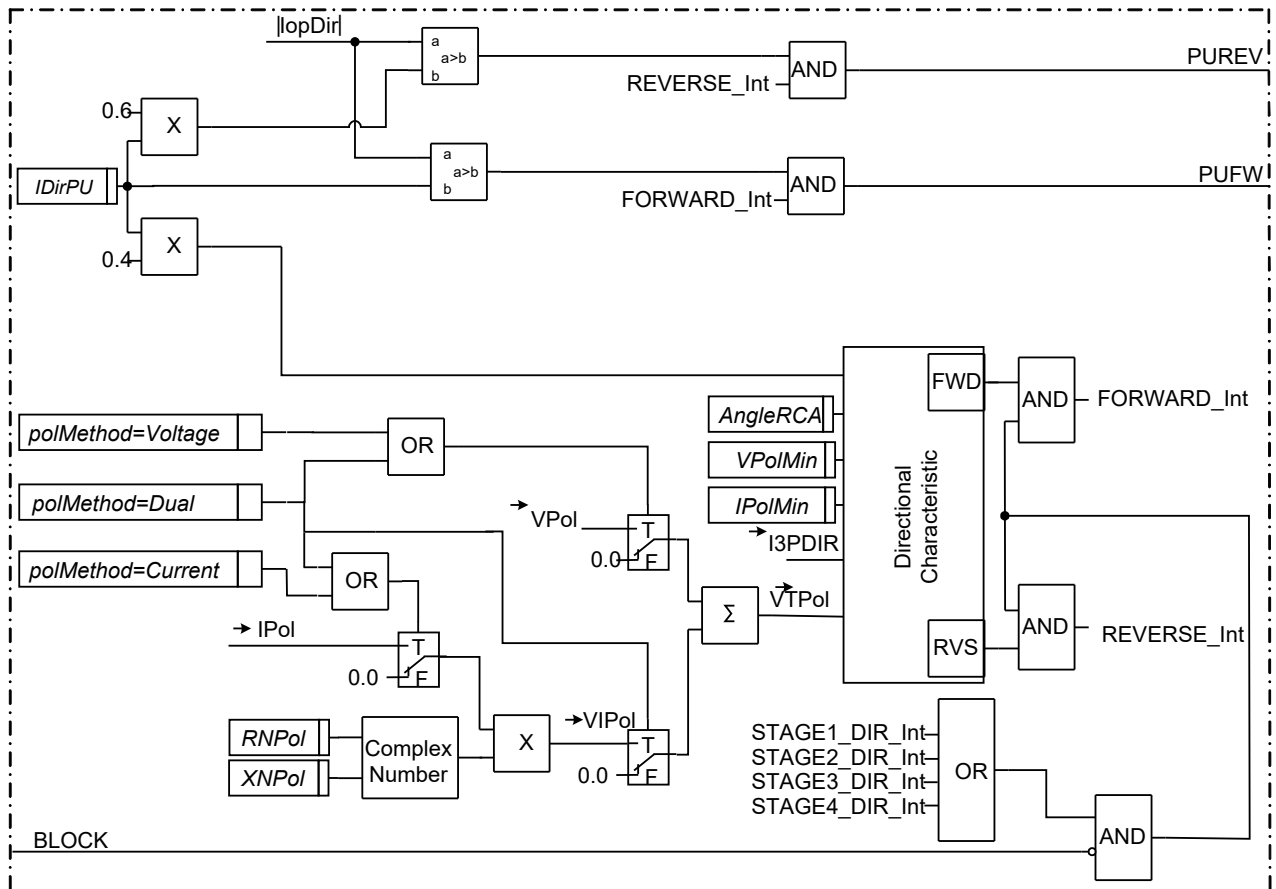 |IopDir|
a
a>b
b
AND
PUREV
REVERSE_Int
0.6
X
a
a>b
b
IDirPU
AND
PUFW
FORWARD_Int
X
0.4
FWD
AND
FORWARD_Int
AngleRCA
polMethod=Voltage
OR
VPolMin
Directional
Characteristic
polMethod=Dual
IPolMin
VPol
T
0.0
F
I3PDIR
polMethod=Current
OR
VTPol
Σ
IPol
T
0.0
F
RVS
AND
REVERSE_Int
VIPol
RNPol
Complex
Number
X
T
0.0
F
XNPol
STAGE1_DIR_Int
STAGE2_DIR_Int
STAGE3_DIR_Int
STAGE4_DIR_Int
OR
AND
BLOCK